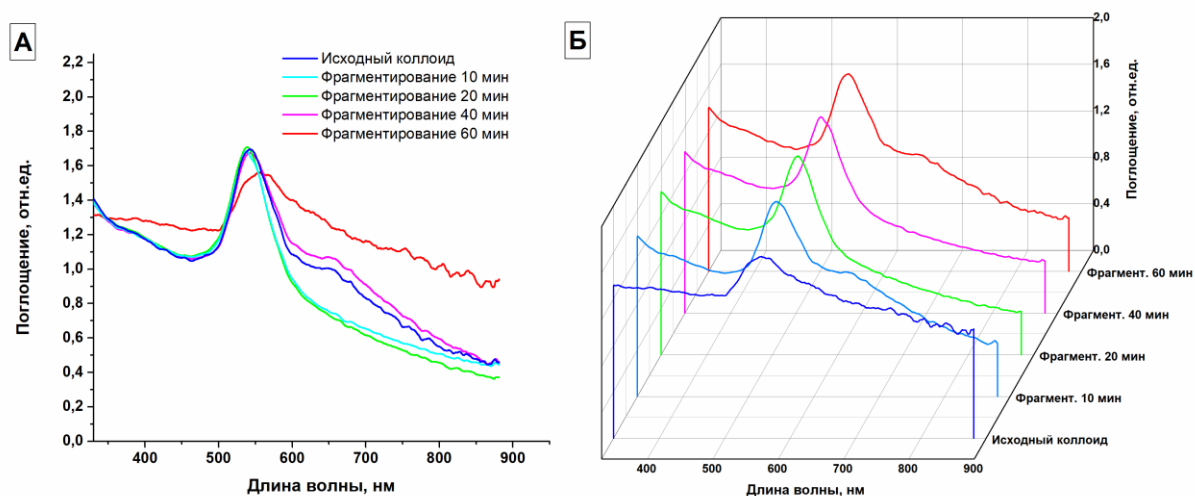 А
2,2
2,0
1,8
1,6
1,4
1,2
1,0
0,8
0,6
0,4
0,2
0,0
Поглощение, отн.ед.
Исходный коллоид
Фрагментирование 10 мин
Фрагментирование 20 мин
Фрагментирование 40 мин
Фрагментирование 60 мин
400 500 600 700 800 900
Длина волны, нм
Б
2,0
1,6
1,2
0,8
0,4
0,0
Поглощение, отн.ед.
Фрагмент. 60 мин
Фрагмент. 40 мин
Фрагмент. 20 мин
Фрагмент. 10 мин
Исходный коллоид
400 500 600 700 800 900
Длина волны, нм